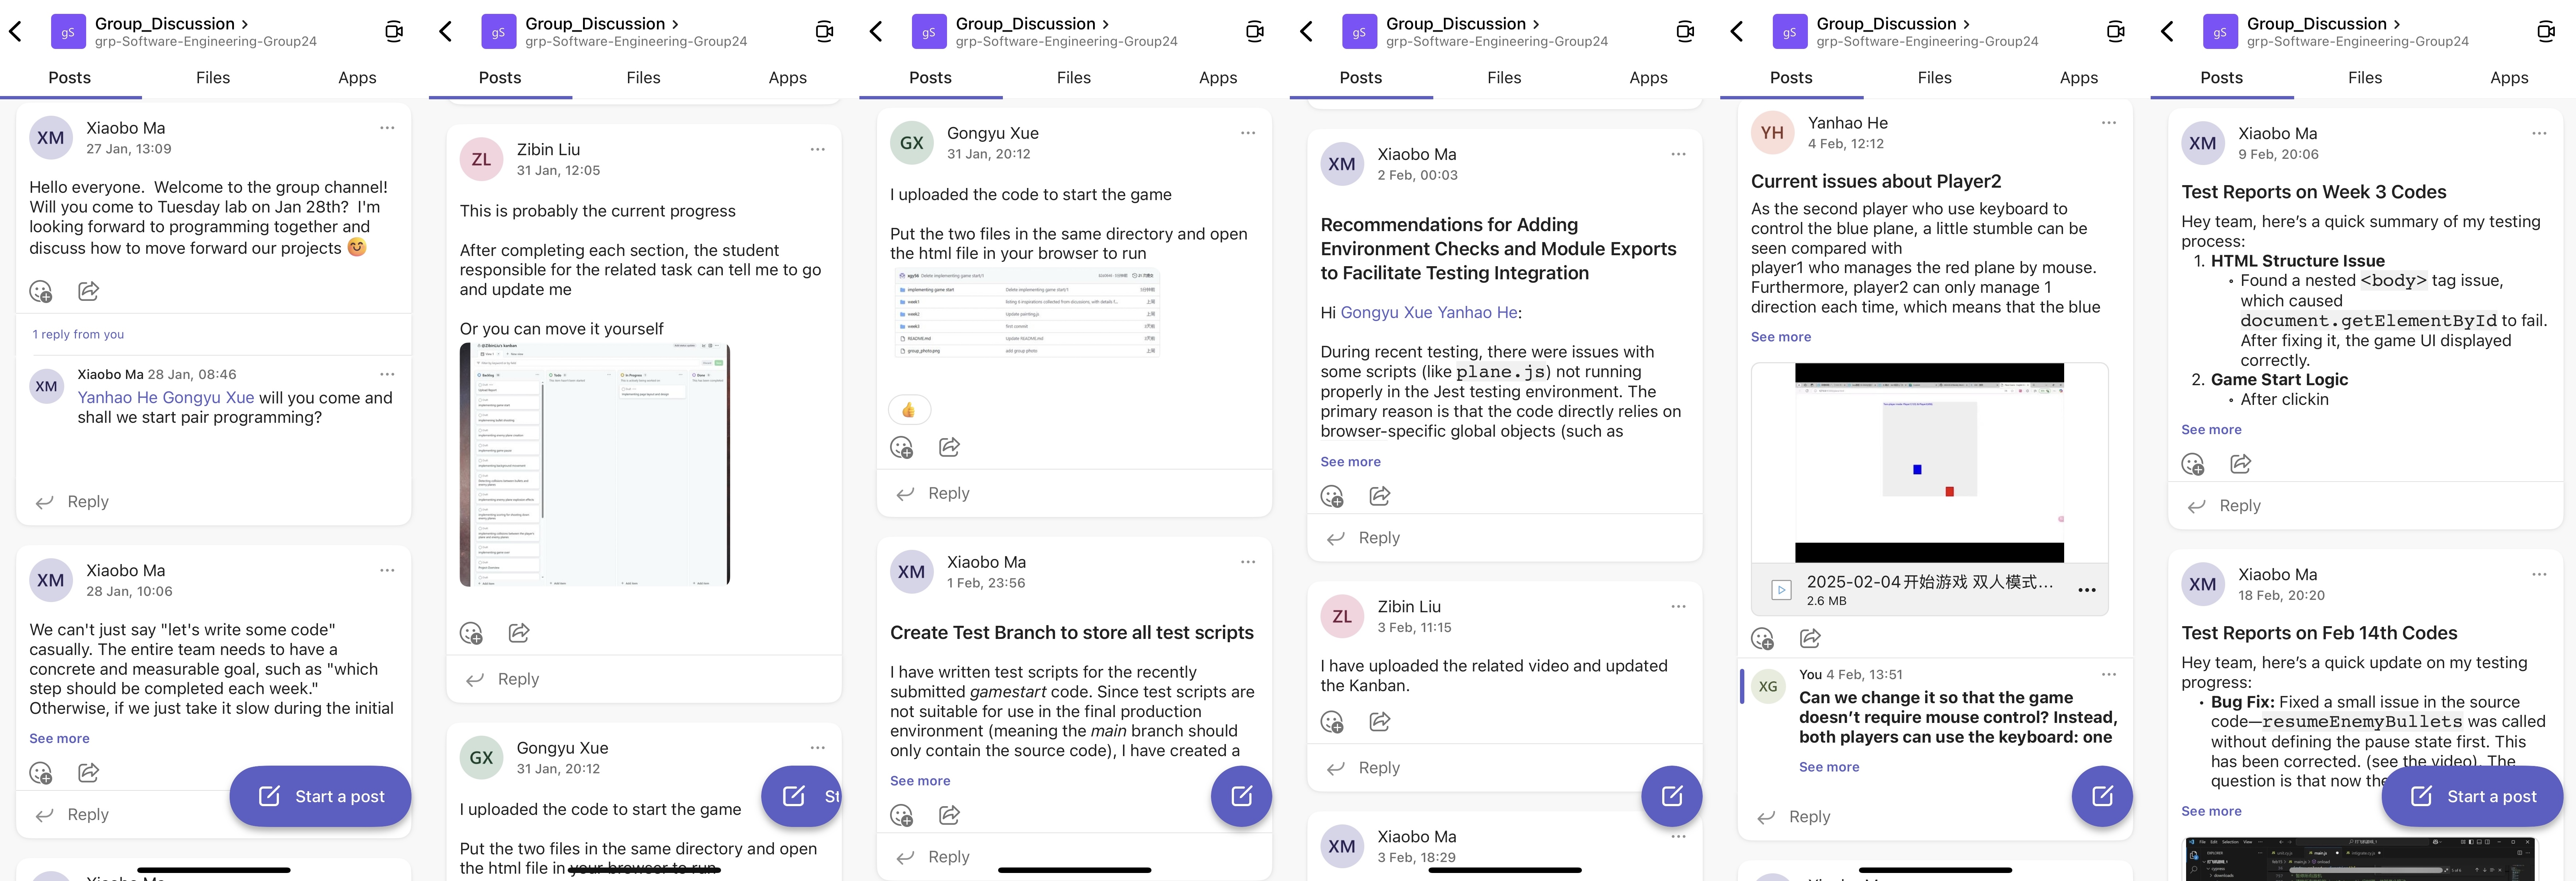 gS
Group_Discussion >
grp-Software-Engineering-Group24
Posts
Files
Apps
XM
Xiaobo Ma
27 Jan, 13:09
Hello everyone. Welcome to the group channel!
Will you come to Tuesday lab on Jan 28th? I'm
looking forward to programming together and
discuss how to move forward our projects 😊
1 reply from you
XM
Xiaobo Ma 28 Jan, 08:46
Yanhao He Gongyu Xue will you come and
shall we start pair programming?
Reply
XM
Xiaobo Ma
28 Jan, 10:06
We can't just say "let's write some code"
casually. The entire team needs to have a
concrete and measurable goal, such as "which
step should be completed each week."
Otherwise, if we just take it slow during the initial
See more
Start a post
Reply
gS
Group_Discussion >
grp-Software-Engineering-Group24
Posts
Files
Apps
ZL
Zibin Liu
31 Jan, 12:05
This is probably the current progress
After completing each section, the student
responsible for the related task can tell me to go
and update me
Or you can move it yourself
Reply
GX
Gongyu Xue
31 Jan, 20:12
I uploaded the code to start the game
St
Put the two files in the same directory and open
the html file in your browser to run
gS
Group_Discussion >
grp-Software-Engineering-Group24
Posts
Files
Apps
GX
Gongyu Xue
31 Jan, 20:12
I uploaded the code to start the game
Put the two files in the same directory and open
the html file in your browser to run
implementing game start
week1
week2
week3
README.md
group_photo.png
Update README.md
add group photo
Reply
XM
Xiaobo Ma
1 Feb, 23:56
Create Test Branch to store all test scripts
I have written test scripts for the recently
submitted gamestart code. Since test scripts are
not suitable for use in the final production
environment (meaning the main branch should
only contain the source code), I have created a
See more
Reply
gS
Group_Discussion >
grp-Software-Engineering-Group24
Posts
Files
Apps
XM
Xiaobo Ma
2 Feb, 00:03
Recommendations for Adding
Environment Checks and Module Exports
to Facilitate Testing Integration
Hi Gongyu Xue Yanhao He:
During recent testing, there were issues with
some scripts (like plane.js) not running
properly in the Jest testing environment. The
primary reason is that the code directly relies on
browser-specific global objects (such as
See more
Reply
ZL
Zibin Liu
3 Feb, 11:15
I have uploaded the related video and updated
the Kanban.
Reply
XM
Xiaobo Ma
3 Feb, 18:29
gS
Group_Discussion >
grp-Software-Engineering-Group24
Posts
Files
Apps
YH
Yanhao He
4 Feb, 12:12
Current issues about Player2
As the second player who use keyboard to
control the blue plane, a little stumble can be
seen compared with
player1 who manages the red plane by mouse.
Furthermore, player2 can only manage 1
direction each time, which means that the blue
See more
2025-02-04开始游戏 双人模式...
2.6 MB
XG
You 4 Feb, 13:51
Can we change it so that the game
doesn't require mouse control? Instead,
both players can use the keyboard: one
See more
Reply
gS
Group_Discussion >
grp-Software-Engineering-Group24
Posts
Files
Apps
XM
Xiaobo Ma
9 Feb, 20:06
Test Reports on Week 3 Codes
Hey team, here's a quick summary of my testing
process:
1. HTML Structure Issue
◦ Found a nested <body> tag issue,
which caused
document.getElementById to fail.
After fixing it, the game UI displayed
correctly.
2. Game Start Logic
◦ After clickin
See more
Reply
XM
Xiaobo Ma
18 Feb, 20:20
Test Reports on Feb 14th Codes
Hey team, here's a quick update on my testing
progress:
• Bug Fix: Fixed a small issue in the source
code—resumeEnemyBullets was called
without defining the pause state first. This
has been corrected. (see the video). The
question is that now the
Start a post
See more